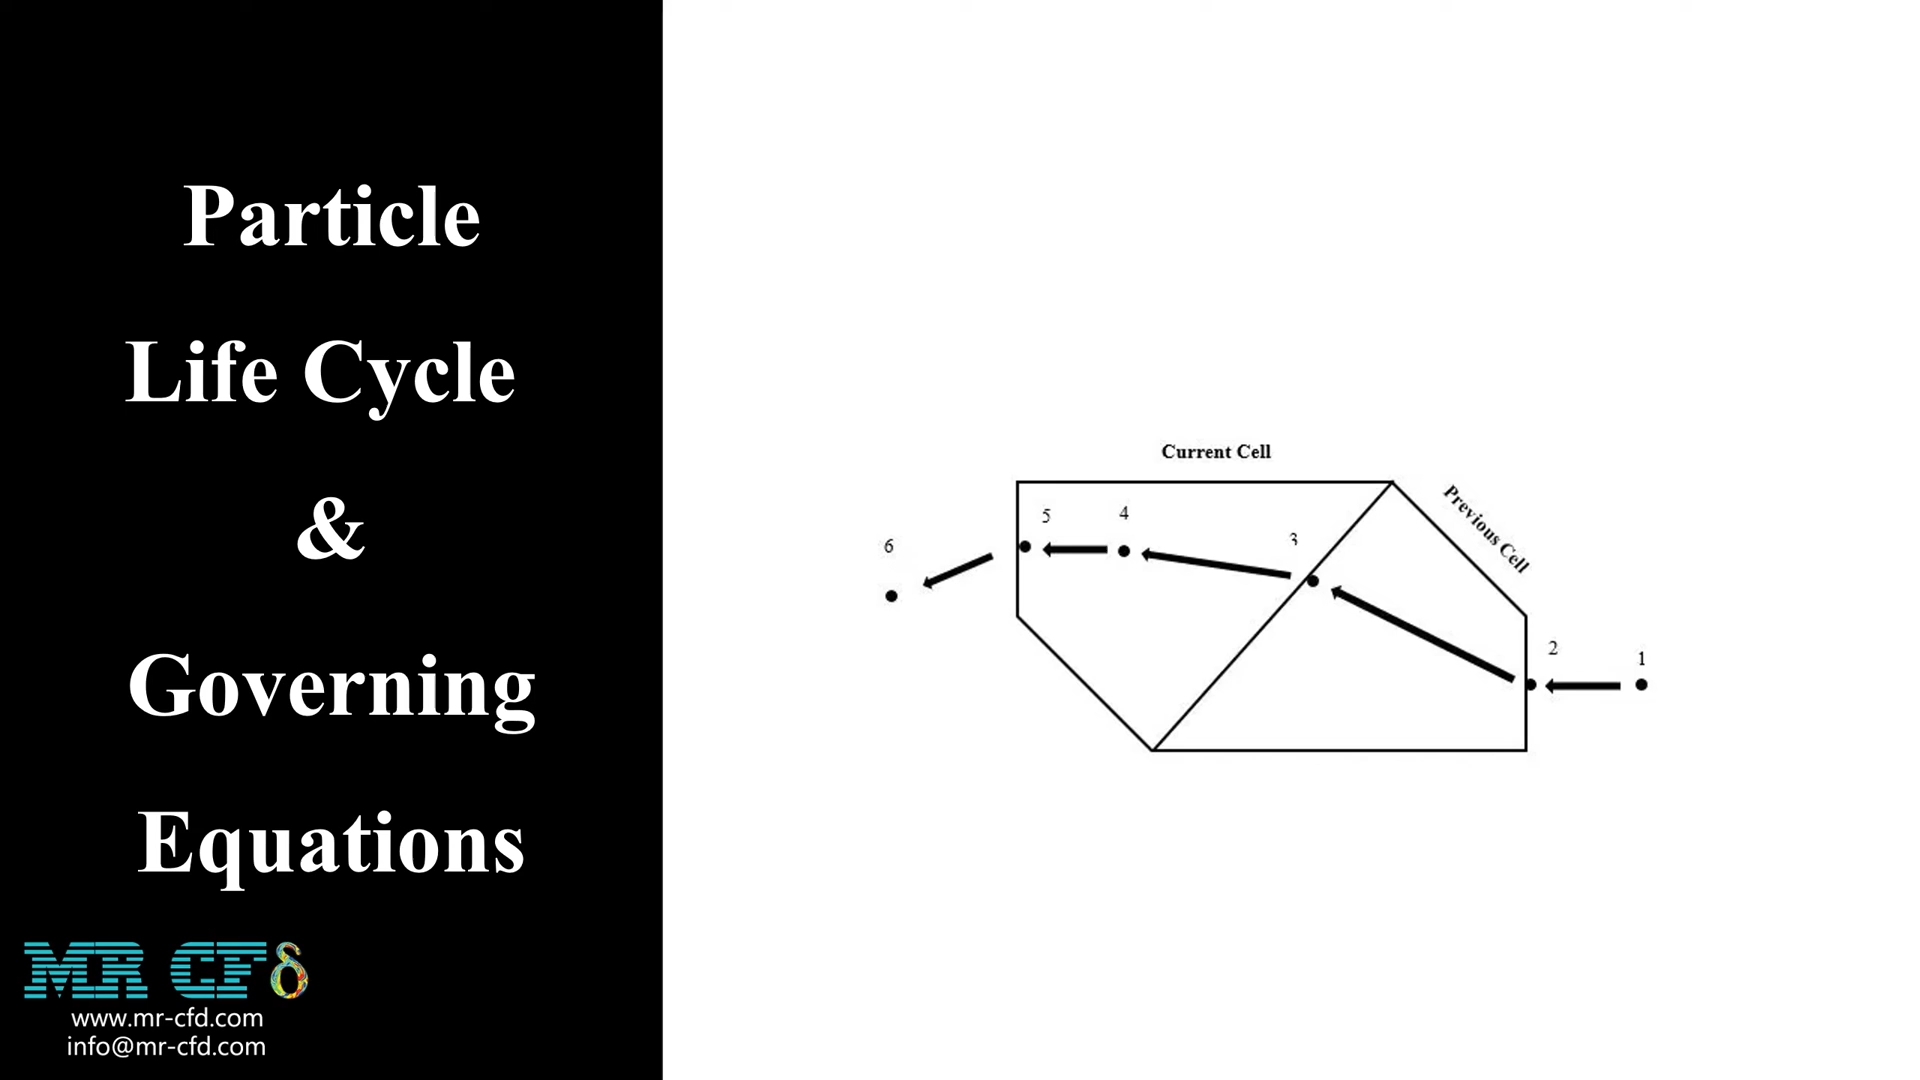 Particle
Life Cycle
&
Governing
Equations
MR CFδ
www.mr-cfd.com
info@mr-cfd.com
Current Cell
Previous Cell
6
5
4
3
2
1